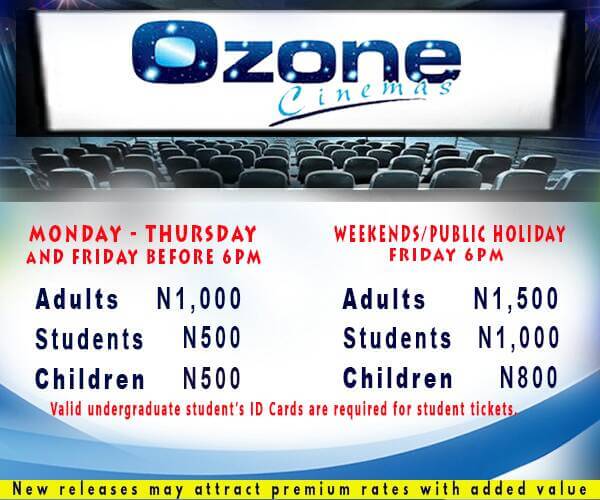 Ozone
Cinemas
MONDAY - THURSDAY
AND FRIDAY BEFORE 6PM
Adults N1,000
Students N500
Children N500
WEEKENDS/PUBLIC HOLIDAY
FRIDAY 6PM
Adults N1,500
Students N1,000
Children N800
Valid undergraduate student's ID Cards are required for student tickets.
New releases may attract premium rates with added value